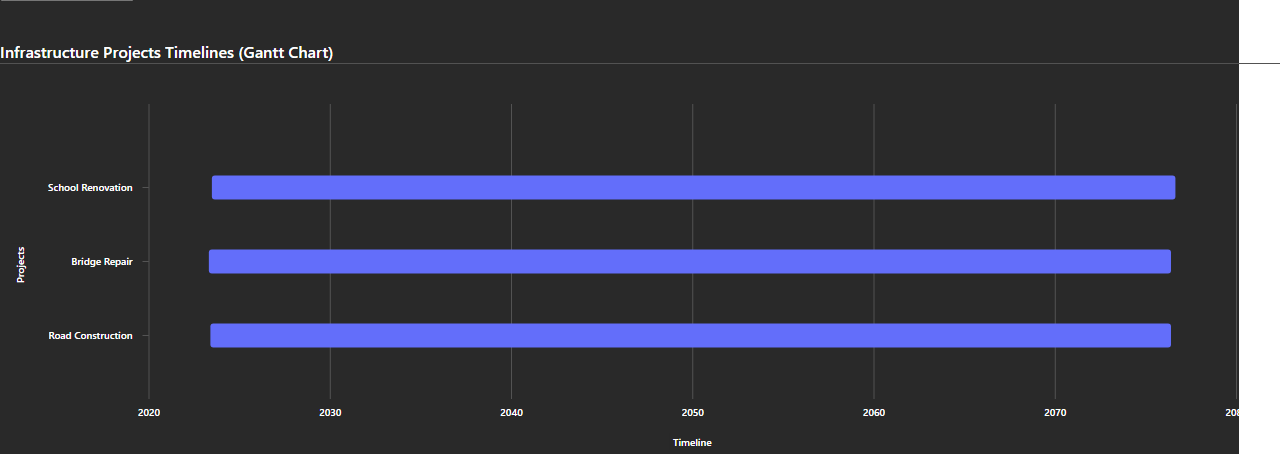 Infrastructure Projects Timelines (Gantt Chart)
School Renovation
Bridge Repair
Road Construction
Projects
2020 2030 2040 2050 2060 2070
Timeline